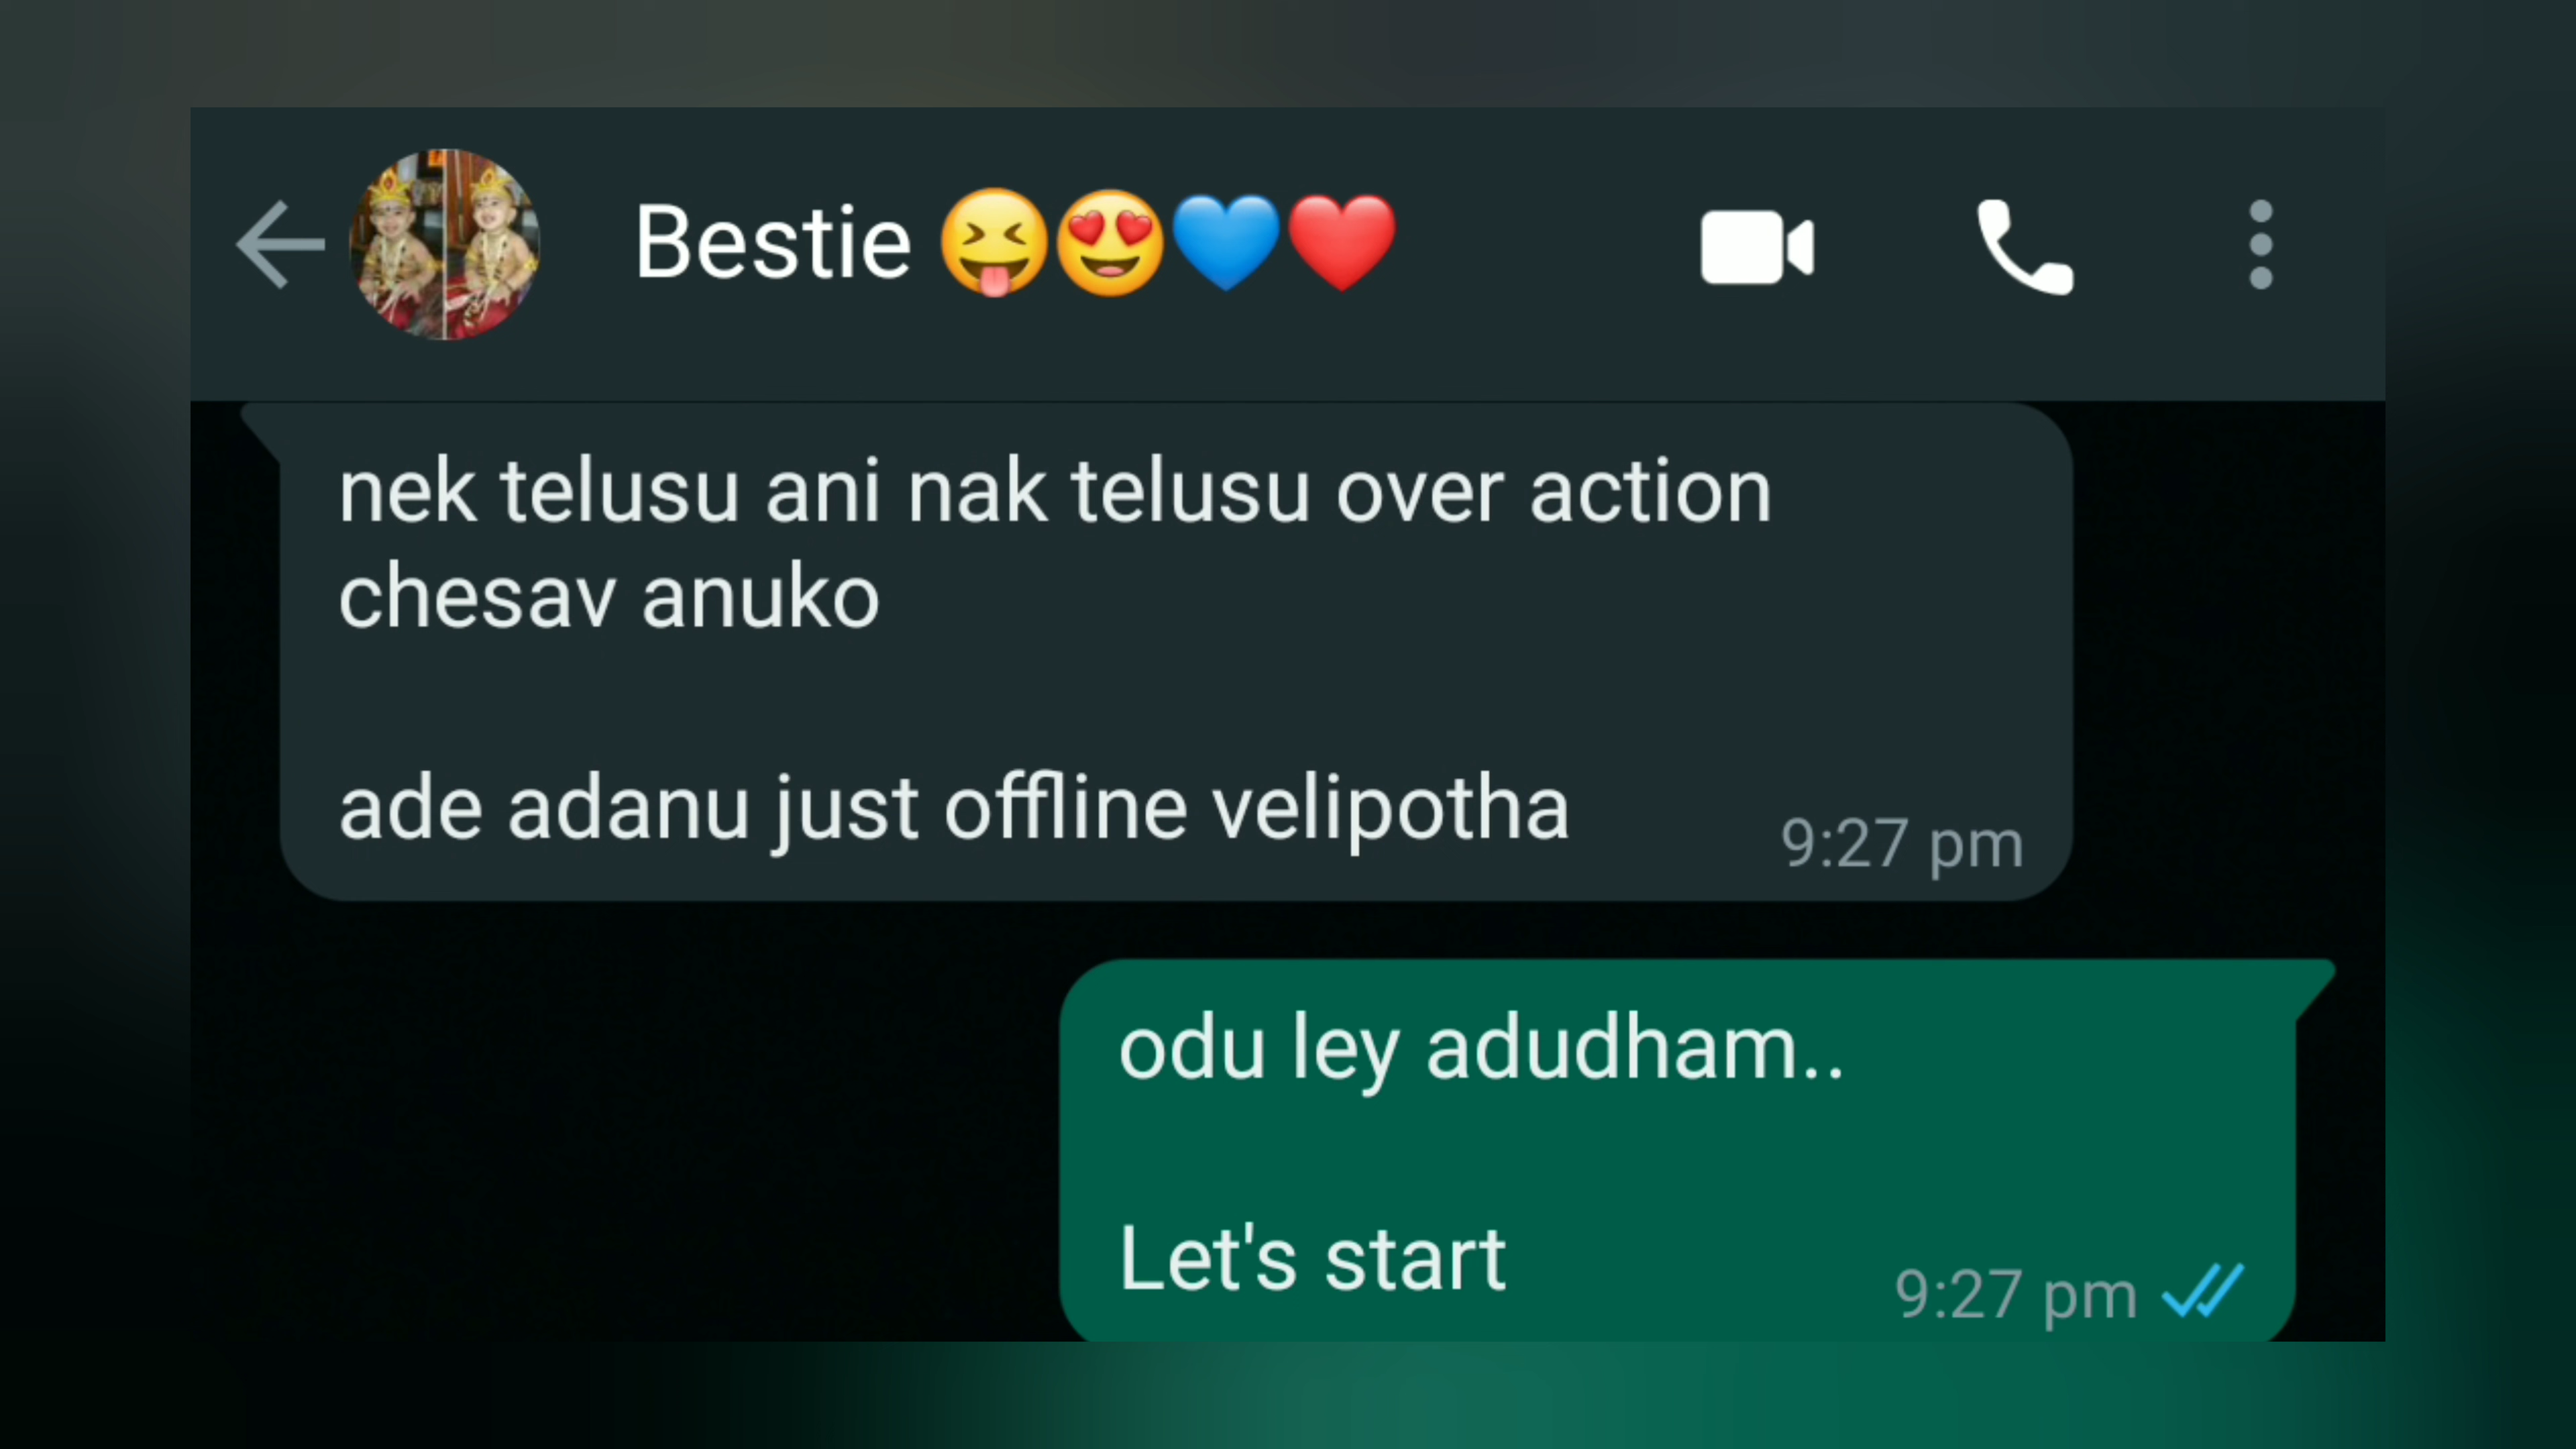 Bestie 😝😍💙❤️
nek telusu ani nak telusu over action
chesav anuko
ade adanu just offline velipotha
9:27 pm
odu ley adudham..
Let's start
9:27 pm